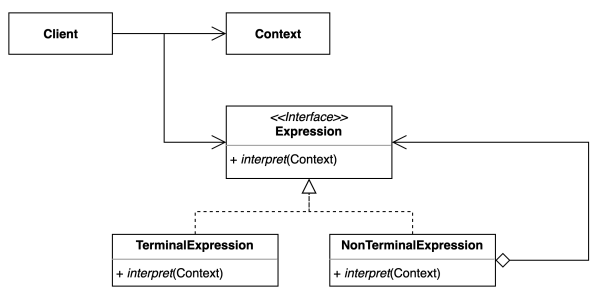 Client
Context
<<Interface>>
Expression
+ interpret(Context)
TerminalExpression
+ interpret(Context)
NonTerminalExpression
+ interpret(Context)